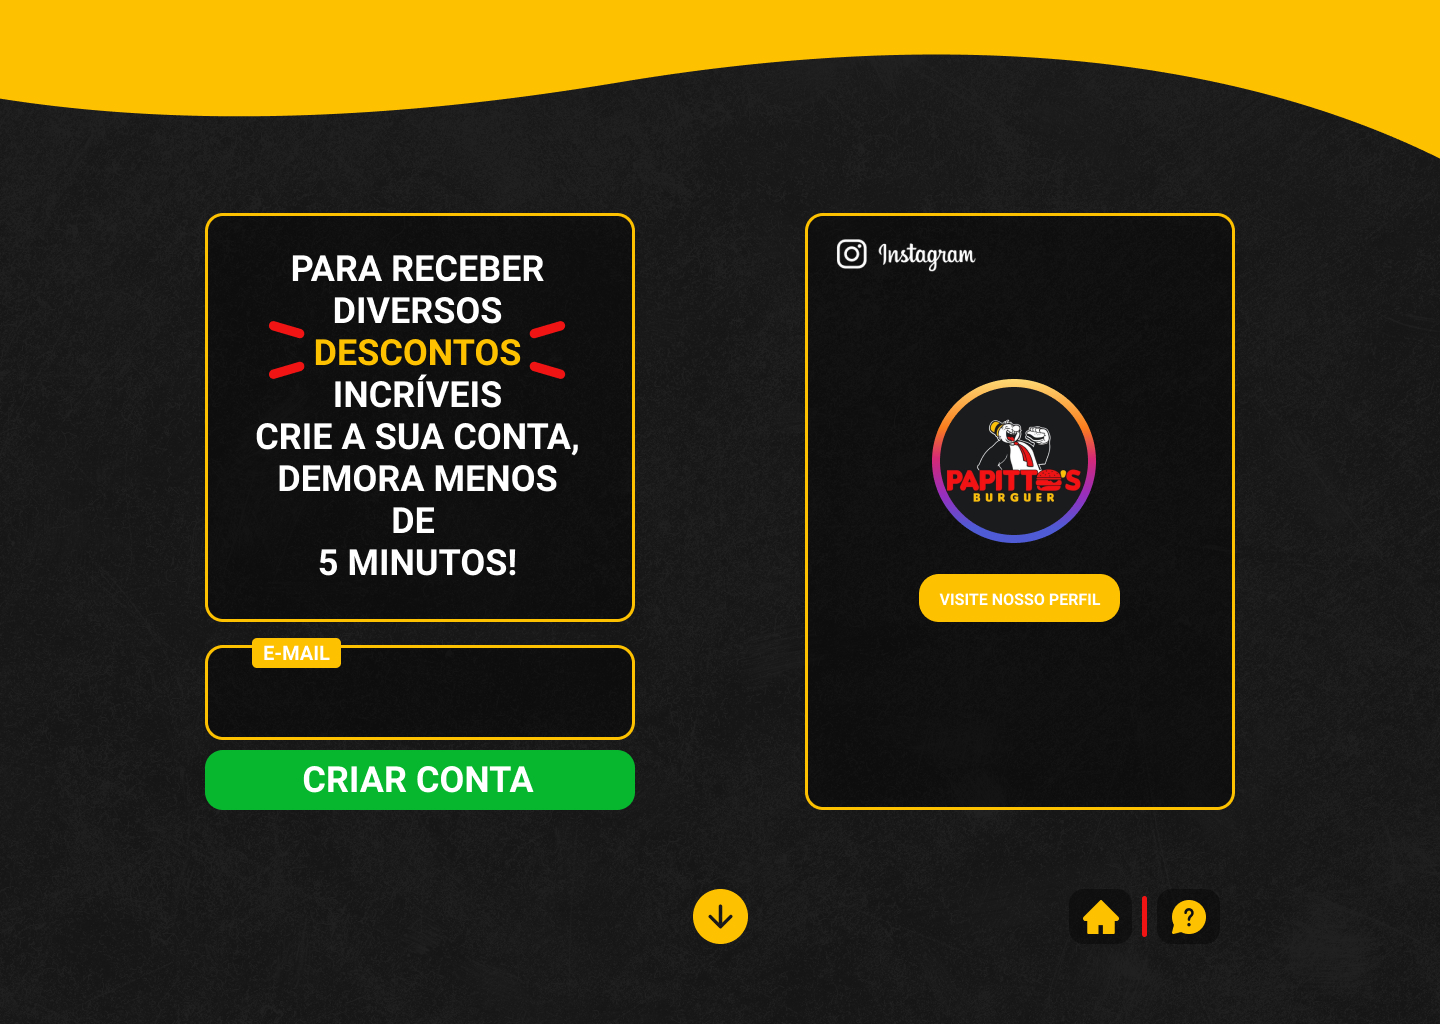 PARA RECEBER
DIVERSOS
DESCONTOS
INCRÍVEIS
CRIE A SUA CONTA,
DEMORA MENOS
DE
5 MINUTOS!
E-MAIL
CRIAR CONTA
Instagram
PAPITTO'S
BURGUER
VISITE NOSSO PERFIL
?